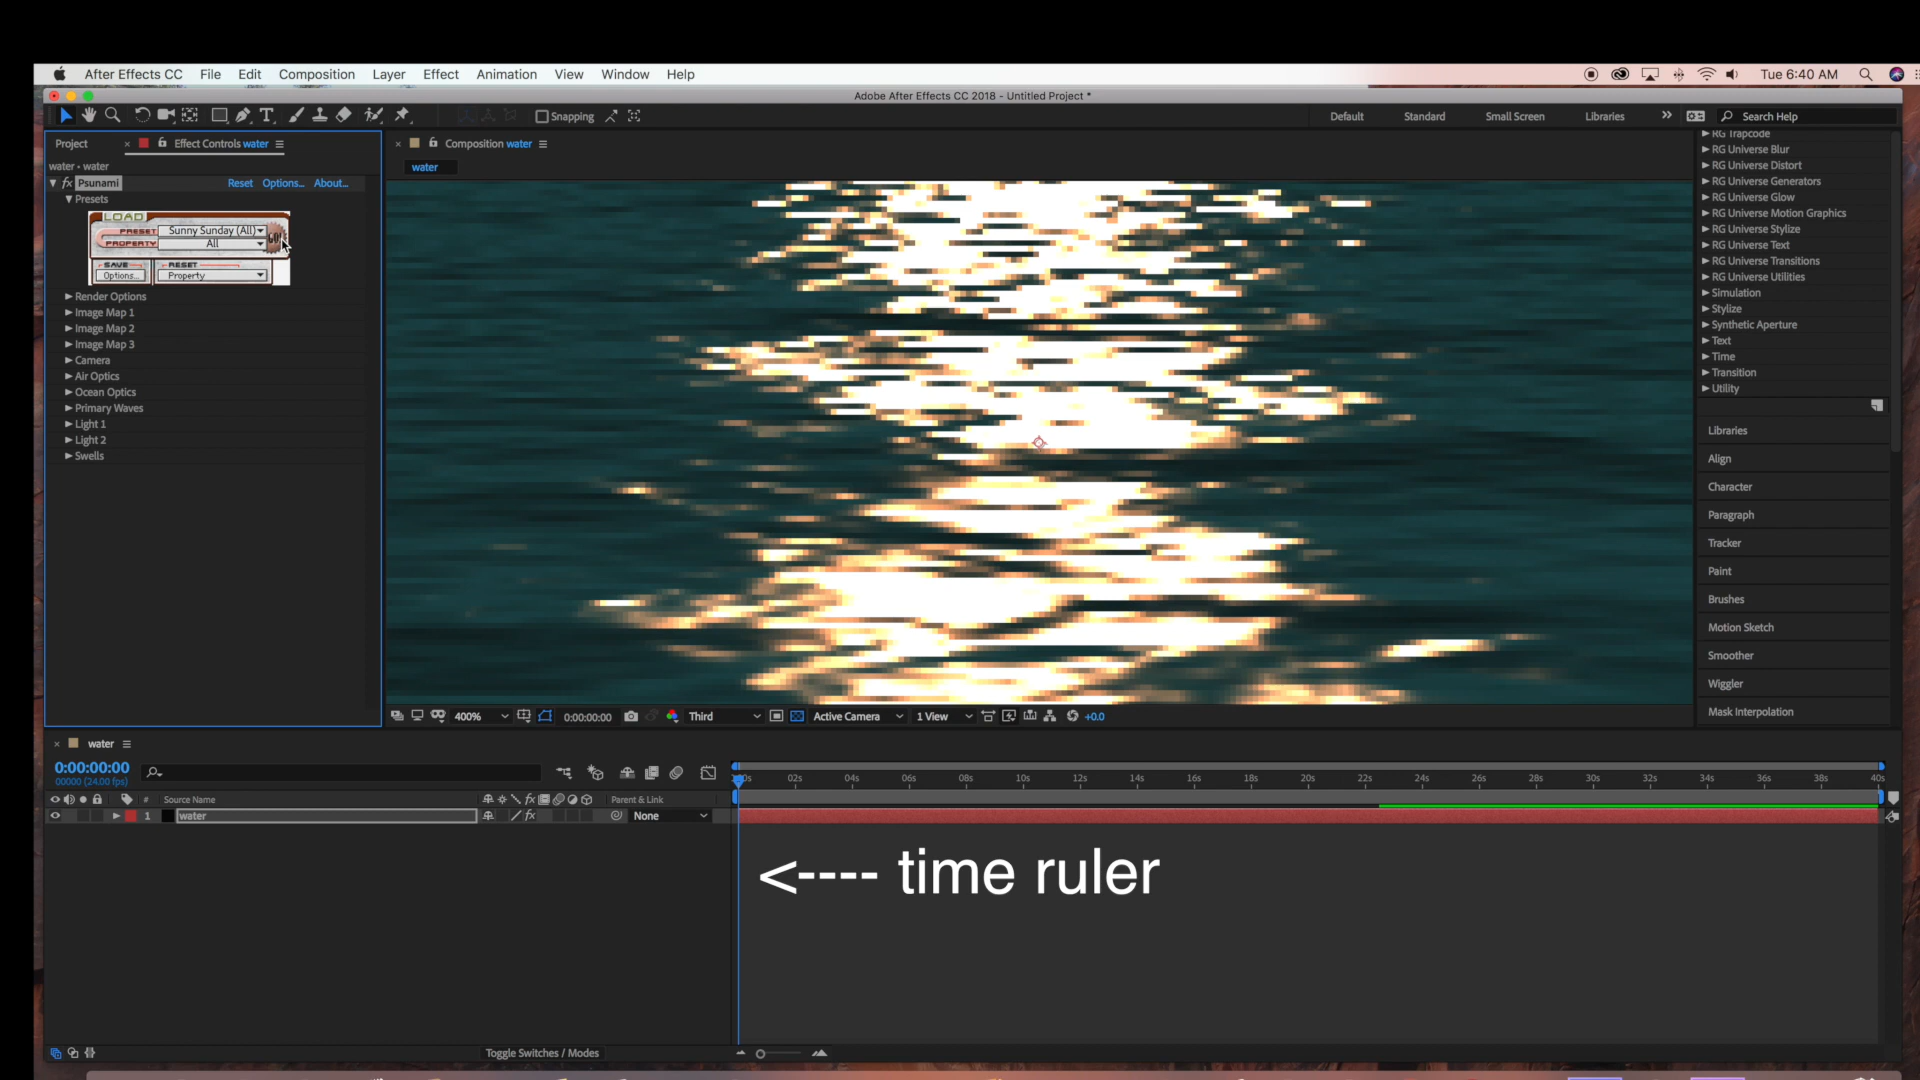 After Effects CC File Edit Composition Layer Effect Animation View Window Help Tue 6:40 AM
Adobe After Effects CC 2018 - Untitled Project *
Snapping Default Standard Small Screen Libraries Search Help
Project Effect Controls water Composition water
water • water
water
fx Psunami Reset Options... About...
Presets
LOAD
PRESET Sunny Sunday (All)
PROPERTY All
GO!
SAVE RESET
Options... Property
Render Options
Image Map 1
Image Map 2
Image Map 3
Camera
Air Optics
Ocean Optics
Primary Waves
Light 1
Light 2
Swells
RG Trapcode
RG Universe Blur
RG Universe Distort
RG Universe Generators
RG Universe Glow
RG Universe Motion Graphics
RG Universe Stylize
RG Universe Text
RG Universe Transitions
RG Universe Utilities
Simulation
Stylize
Synthetic Aperture
Text
Time
Transition
Utility
Libraries
Align
Character
Paragraph
Tracker
Paint
Brushes
Motion Sketch
Smoother
Wiggler
Mask Interpolation
400% 0:00:00:00 Third Active Camera 1 View +0.0
water
0:00:00:00
00000 (24.00 fps)
02s 04s 06s 08s 10s 12s 14s 16s 18s 20s 22s 24s 26s 28s 30s 32s 34s 36s 38s 40s
# Source Name fx Parent & Link
1 water fx None
<---- time ruler
Toggle Switches / Modes